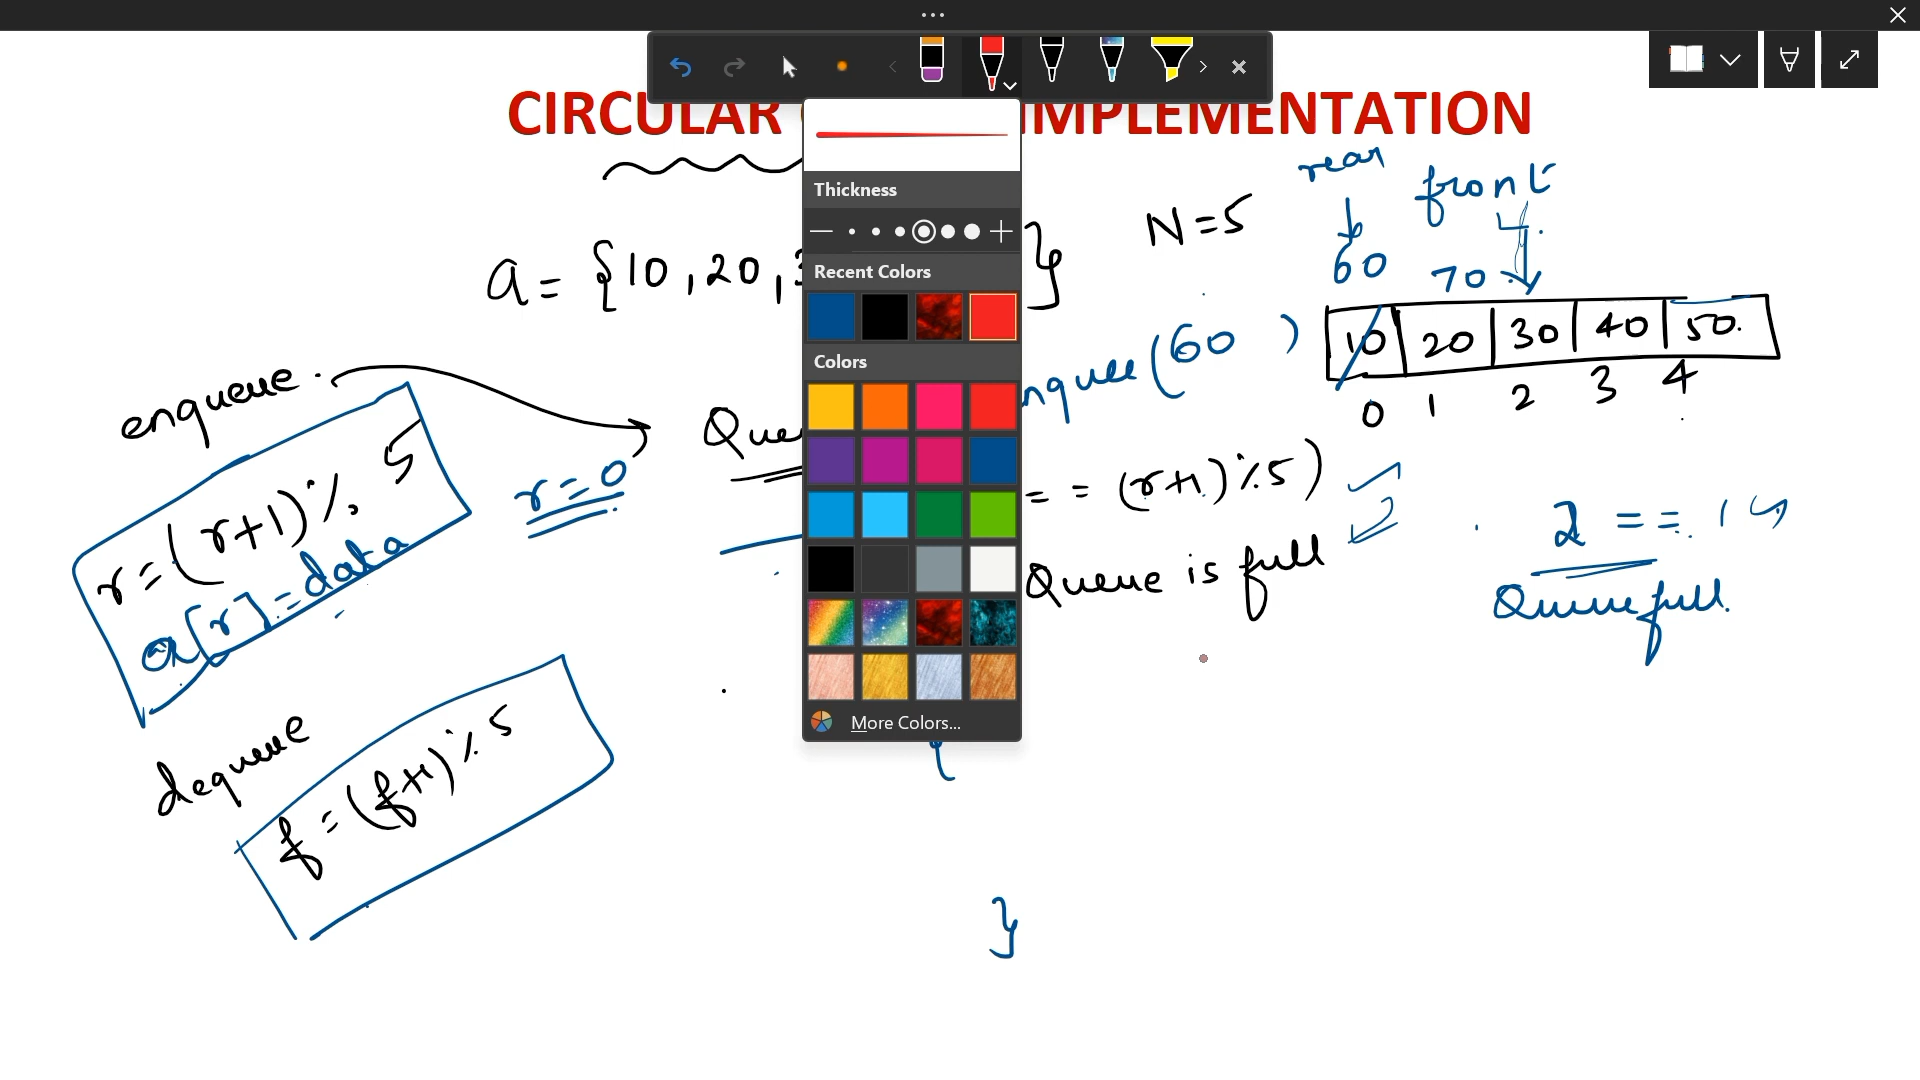 ...
CIRCULAR IMPLEMENTATION
Thickness
Recent Colors
Colors
More Colors...
a = {10, 20, }
N = 5
rear
front
60
70
10 20 30 40 50
0 1 2 3 4
enqueue
r = (r+1) % 5
a[r] = data
r = 0
(60 )
= = (r+1) % 5)
Queue is full
2 == 1
Queue full
dequeue
f = (f+1) % 5
}